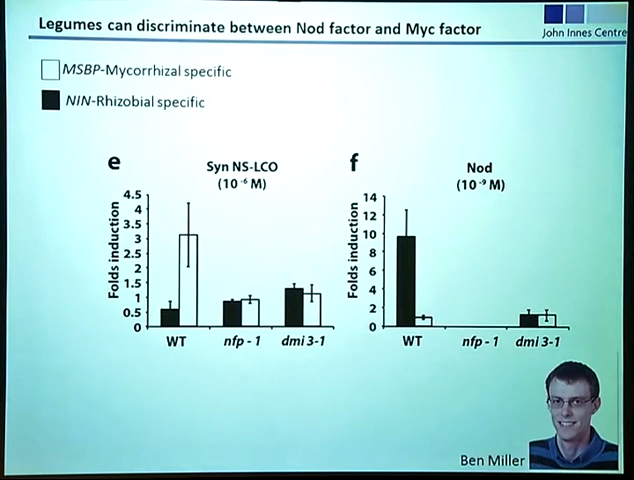 Legumes can discriminate between Nod factor and Myc factor
John Innes Centre
MSBP-Mycorrhizal specific
NIN-Rhizobial specific
e
Syn NS-LCO
(10⁻⁶ M)
Folds induction
4.5
4
3.5
3
2.5
2
1.5
1
0.5
0
WT
nfp - 1
dmi 3-1
f
Nod
(10⁻⁹ M)
Folds induction
14
12
10
8
6
4
2
0
WT
nfp - 1
dmi 3-1
Ben Miller